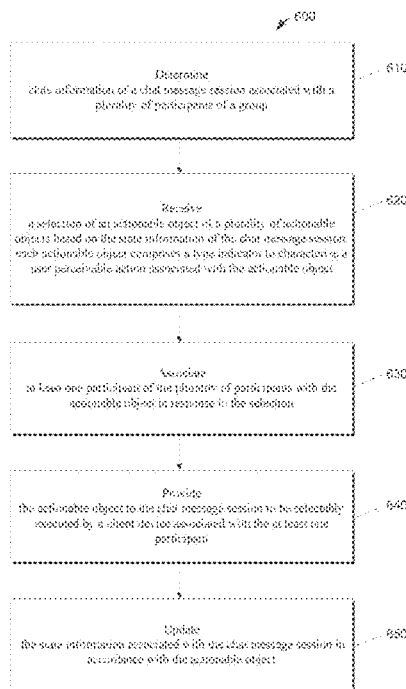 600
Determine
state information of a chat message session associated with a
plurality of participants of a group
610
Receive
a selection of an actionable object of a plurality of actionable
objects based on the state information of the chat message session,
each actionable object comprises a type indicator to characterize a
user perceivable action associated with the actionable object
620
Associate
at least one participant of the plurality of participants with the
actionable object in response to the selection
630
Provide
the actionable object to the chat message session to be selectably
executed by a client device associated with the at least one
participant
640
Update
the state information associated with the chat message session in
accordance with the actionable object
650